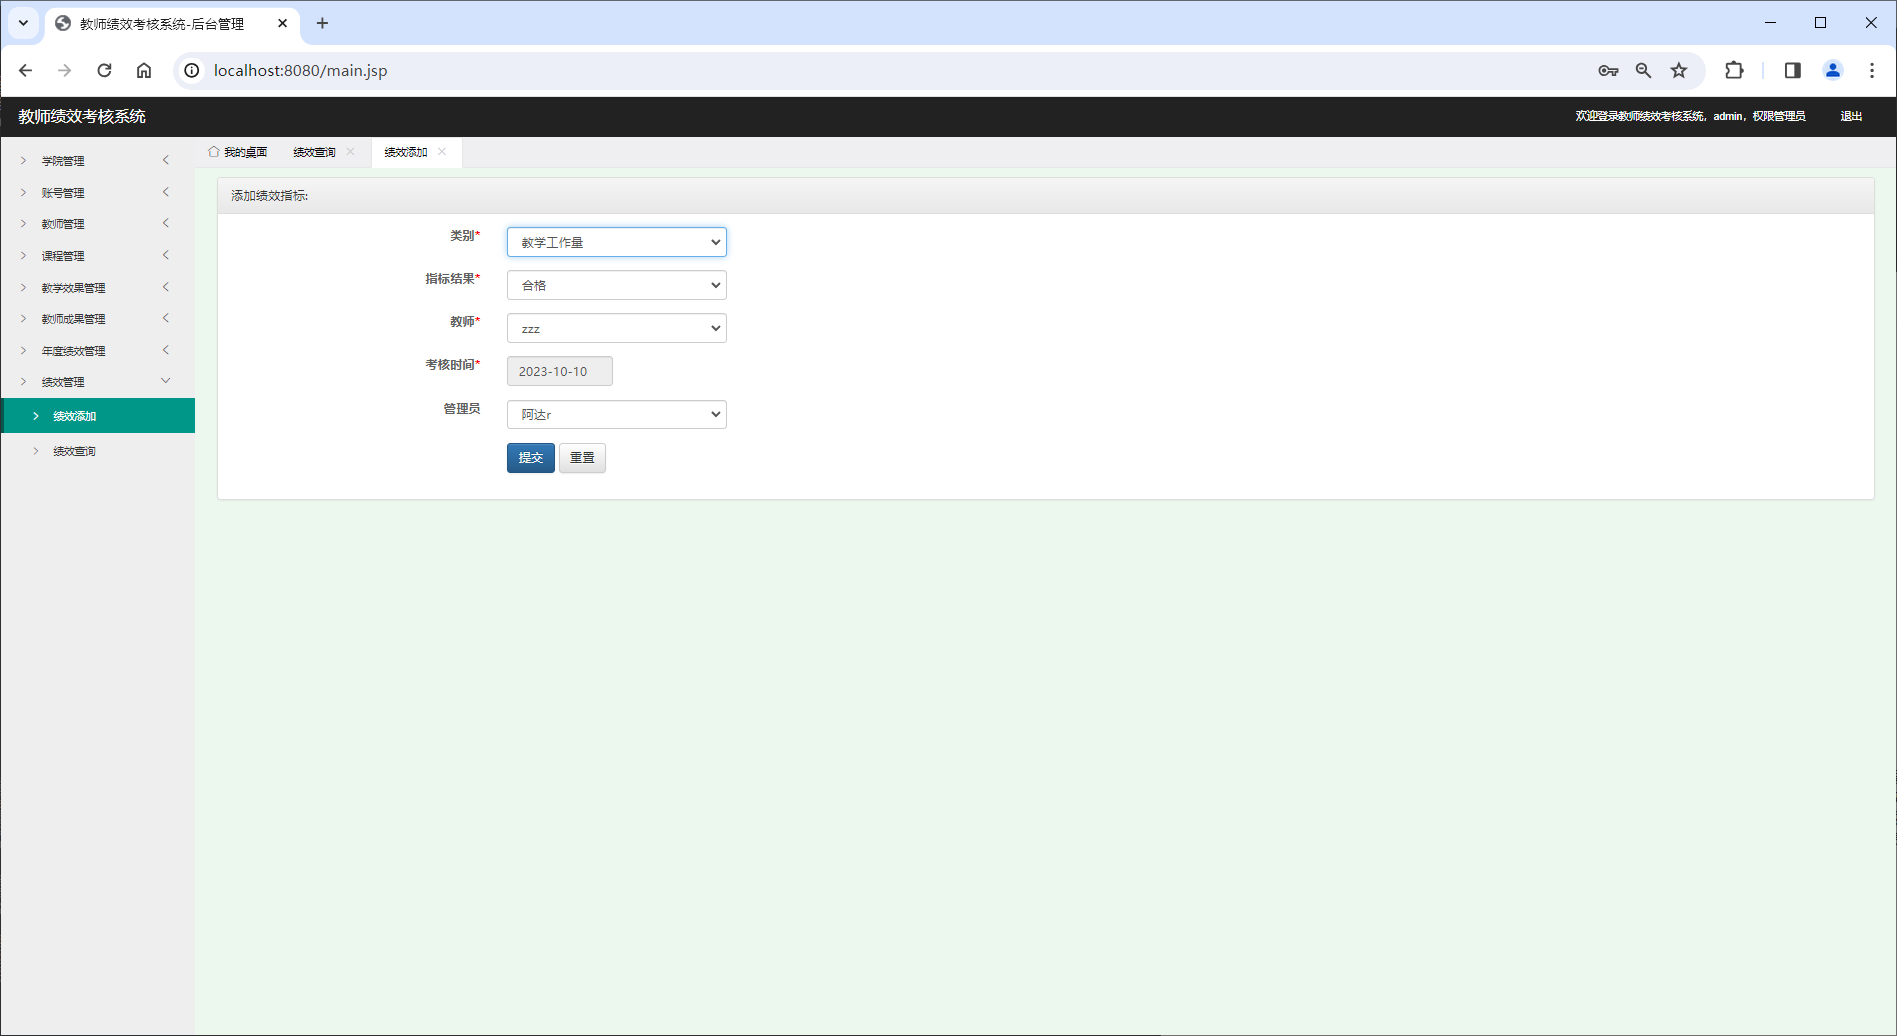 教师绩效考核系统-后台管理
localhost:8080/main.jsp
教师绩效考核系统
欢迎登录教师绩效考核系统，admin，权限管理员
退出
学院管理
账号管理
教师管理
课程管理
教学效果管理
教师成果管理
年度绩效管理
绩效管理
绩效添加
绩效查询
我的桌面
绩效查询
绩效添加
添加绩效指标:
类别*
教学工作量
指标结果*
合格
教师*
zzz
考核时间*
2023-10-10
管理员
阿达r
提交
重置